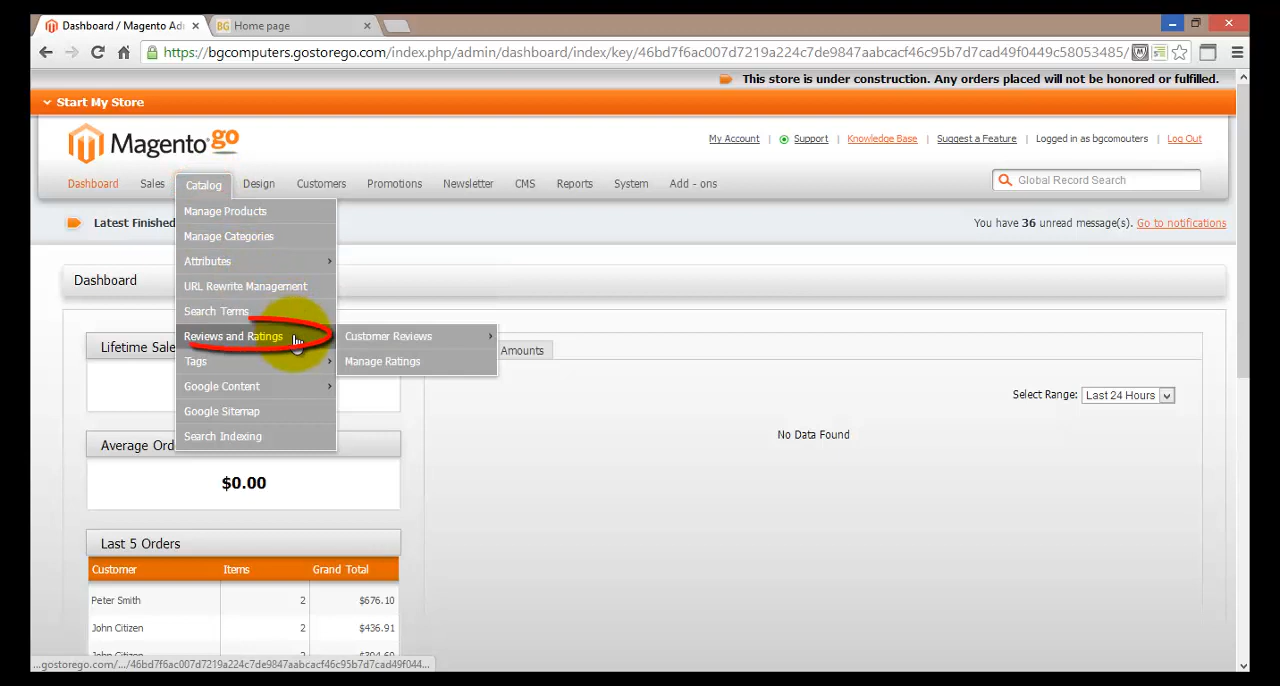 Dashboard / Magento Ad
BG Home page
https://bgcomputers.gostorego.com/index.php/admin/dashboard/index/key/46bd7f6ac007d7219a224c7de9847aabcacf46c95b7d7cad49f0449c58053485/
This store is under construction. Any orders placed will not be honored or fulfilled.
Start My Store
Magento go
My Account | Support | Knowledge Base | Suggest a Feature | Logged in as bgcomouters | Log Out
Dashboard Sales Catalog Design Customers Promotions Newsletter CMS Reports System Add - ons
Global Record Search
Latest Finished
You have 36 unread message(s). Go to notifications
Manage Products
Manage Categories
Attributes
URL Rewrite Management
Search Terms
Reviews and Ratings
Tags
Google Content
Google Sitemap
Search Indexing
Customer Reviews
Manage Ratings
Dashboard
Lifetime Sale
Amounts
Select Range: Last 24 Hours
No Data Found
Average Ord
$0.00
Last 5 Orders
Customer Items Grand Total
Peter Smith 2 $676.10
John Citizen 2 $436.91
...gostorego.com/.../46bd7f6ac007d7219a224c7de9847aabcacf46c95b7d7cad49f044...